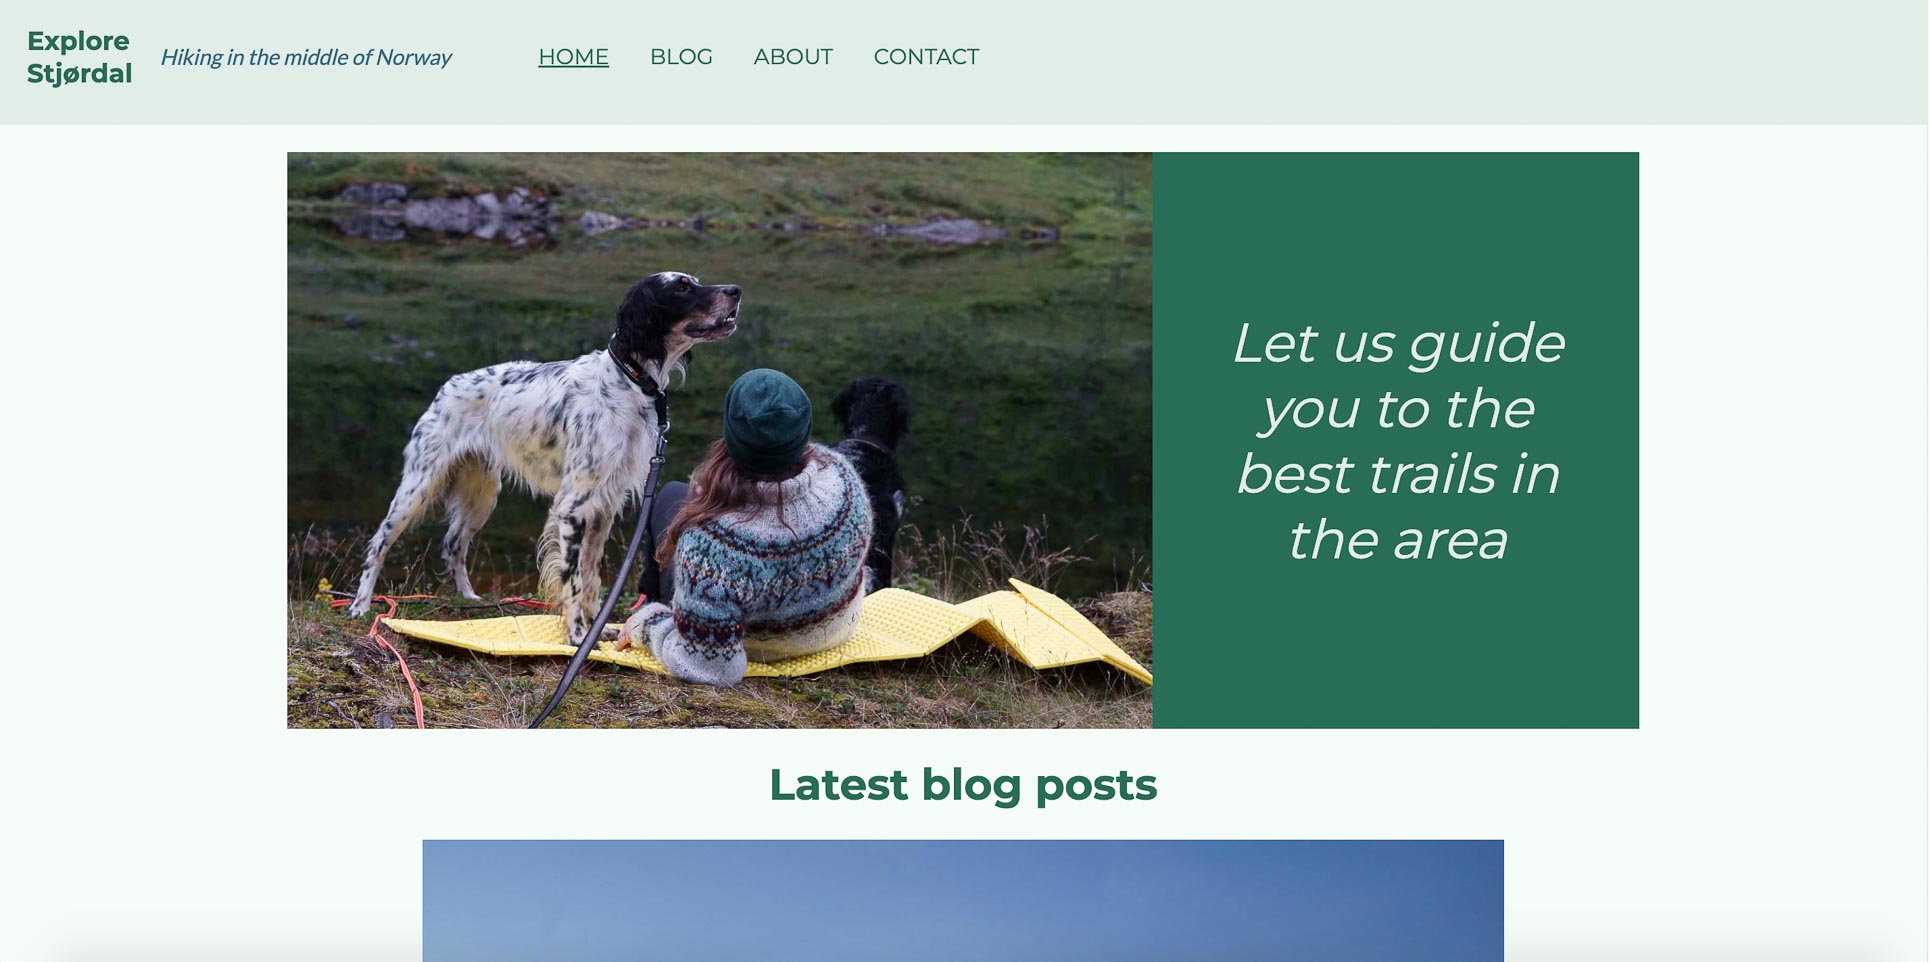 Explore
Stjørdal
Hiking in the middle of Norway
HOME BLOG ABOUT CONTACT
Let us guide
you to the
best trails in
the area
Latest blog posts